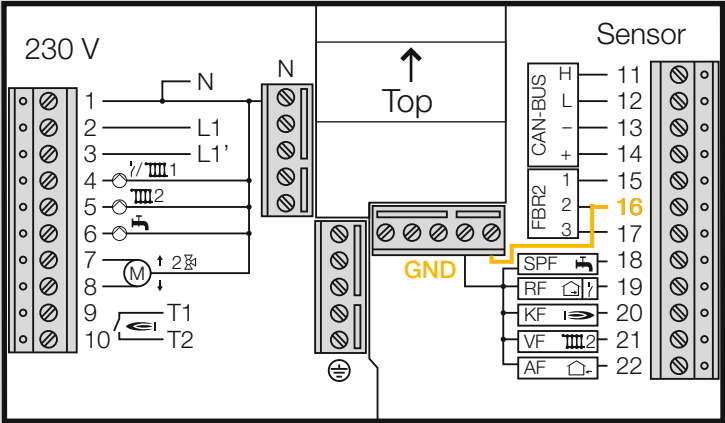 230 V
Sensor
N
N
Top
1
2
L1
3
L1'
4
1
5
2
6
7
2
8
M
9
T1
10
T2
GND
CAN-BUS
H
11
L
12
–
13
+
14
FBR2
1
15
2
16
3
17
SPF
18
RF
19
KF
20
VF
2
21
AF
22